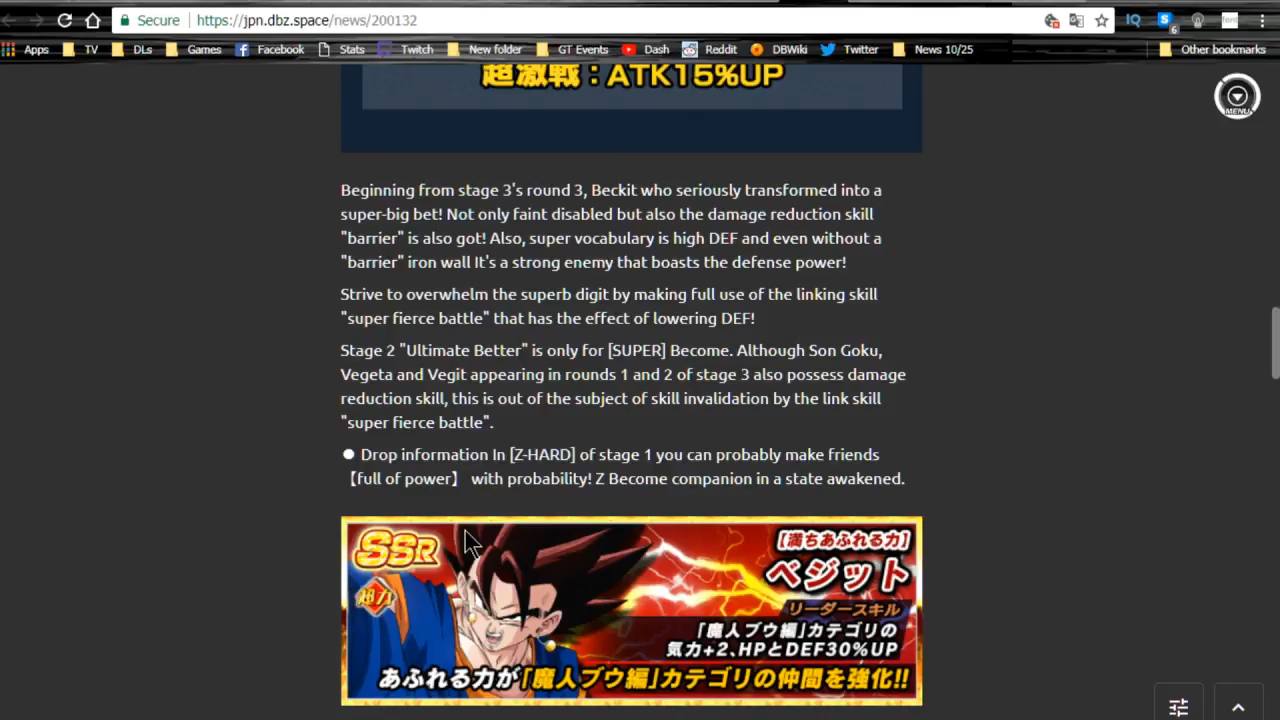 Secure https://jpn.dbz.space/news/200132
IQ
S
6
Apps TV DLs Games Facebook Stats Twitch New folder GT Events Dash Reddit DBWiki Twitter News 10/25 Other bookmarks
超激戦：ATK15%UP
MENU
Beginning from stage 3's round 3, Beckit who seriously transformed into a
super-big bet! Not only faint disabled but also the damage reduction skill
"barrier" is also got! Also, super vocabulary is high DEF and even without a
"barrier" iron wall It's a strong enemy that boasts the defense power!
Strive to overwhelm the superb digit by making full use of the linking skill
"super fierce battle" that has the effect of lowering DEF!
Stage 2 "Ultimate Better" is only for [SUPER] Become. Although Son Goku,
Vegeta and Vegit appearing in rounds 1 and 2 of stage 3 also possess damage
reduction skill, this is out of the subject of skill invalidation by the link skill
"super fierce battle".
● Drop information In [Z-HARD] of stage 1 you can probably make friends
【full of power】 with probability! Z Become companion in a state awakened.
SSR
超力
[満ちあふれる力]
ベジット
リーダースキル
「魔人ブウ編」カテゴリの
気力+2、HPとDEF30%UP
あふれる力が「魔人ブウ編」カテゴリの仲間を強化!!